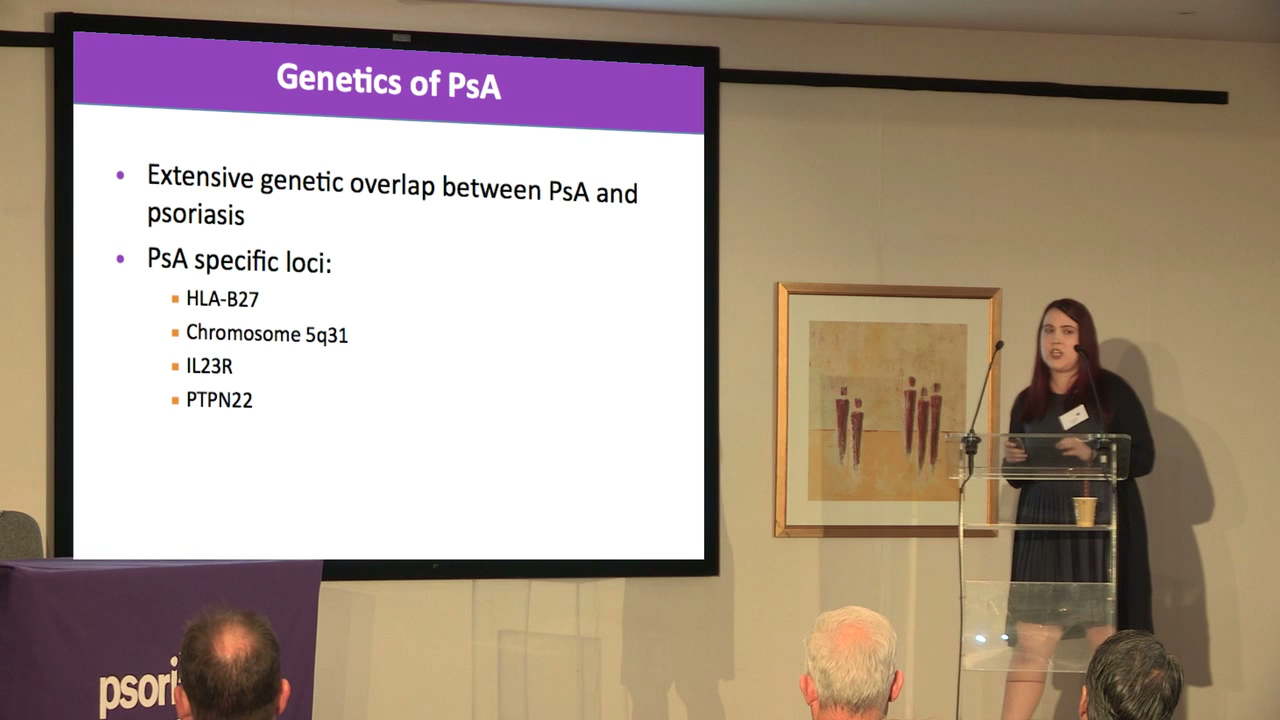 Genetics of PsA
• Extensive genetic overlap between PsA and
psoriasis
• PsA specific loci:
▪ HLA-B27
▪ Chromosome 5q31
▪ IL23R
▪ PTPN22
psori